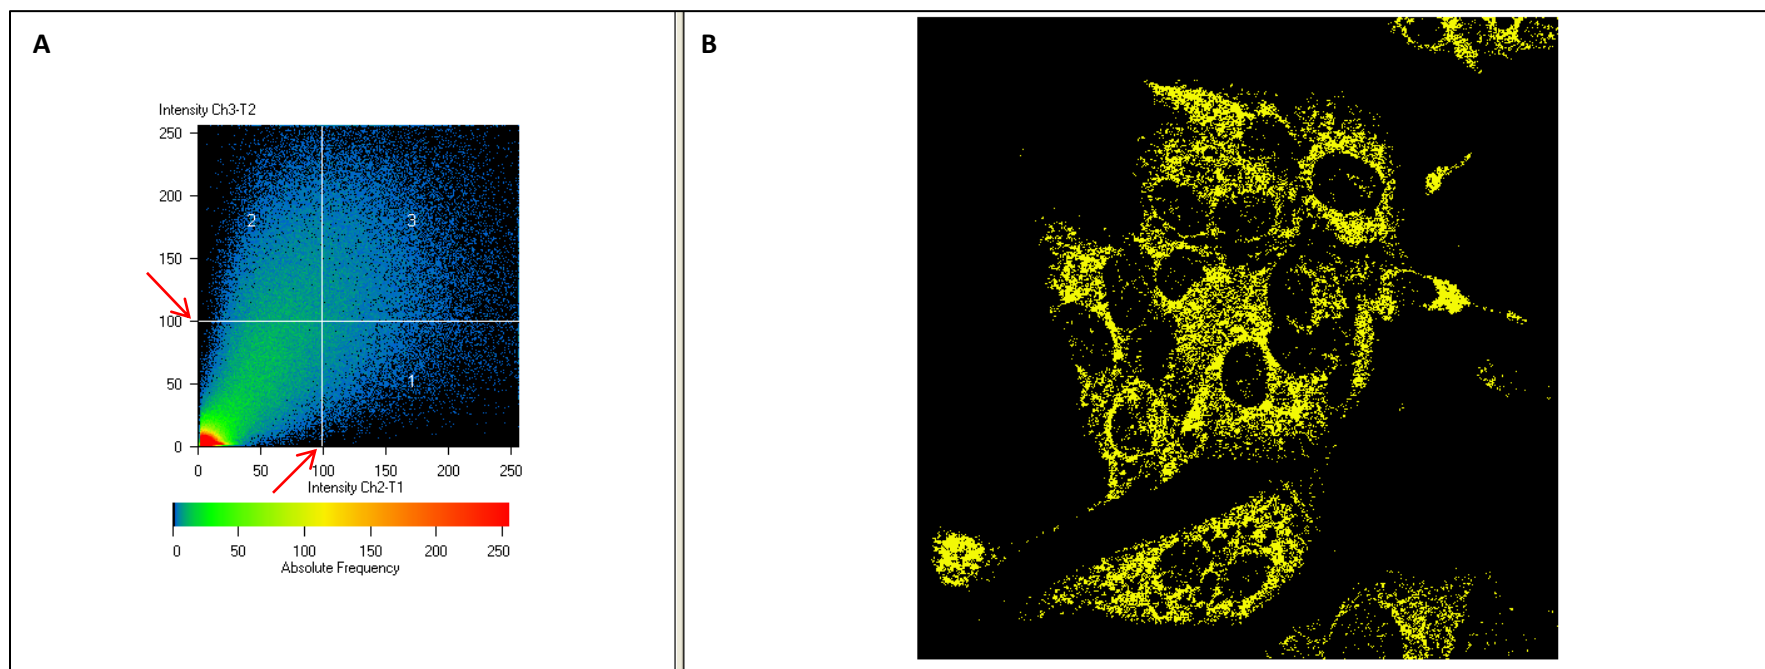 A
B
Intensity Ch3-T2
250
200
150
100
50
0
2
3
1
0 50 100 150 200 250
Intensity Ch2-T1
0 50 100 150 200 250
Absolute Frequency